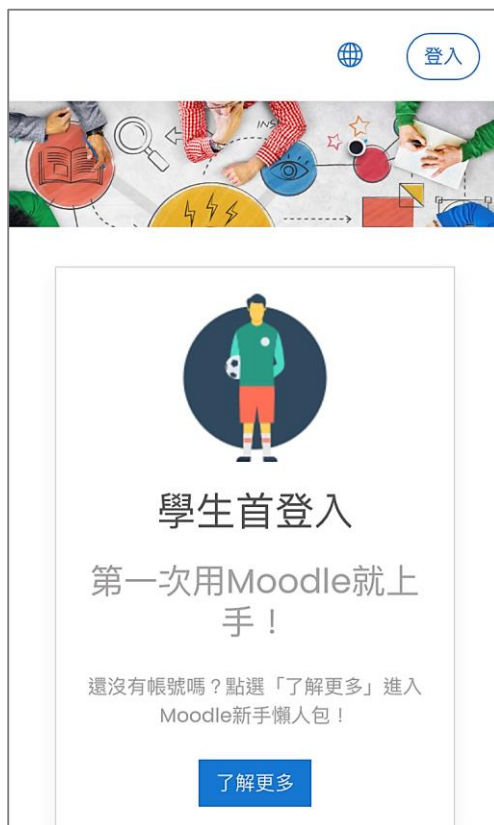 登入
INS
學生首登入
第一次用Moodle就上
手！
還沒有帳號嗎？點選「了解更多」進入
Moodle新手懶人包！
了解更多